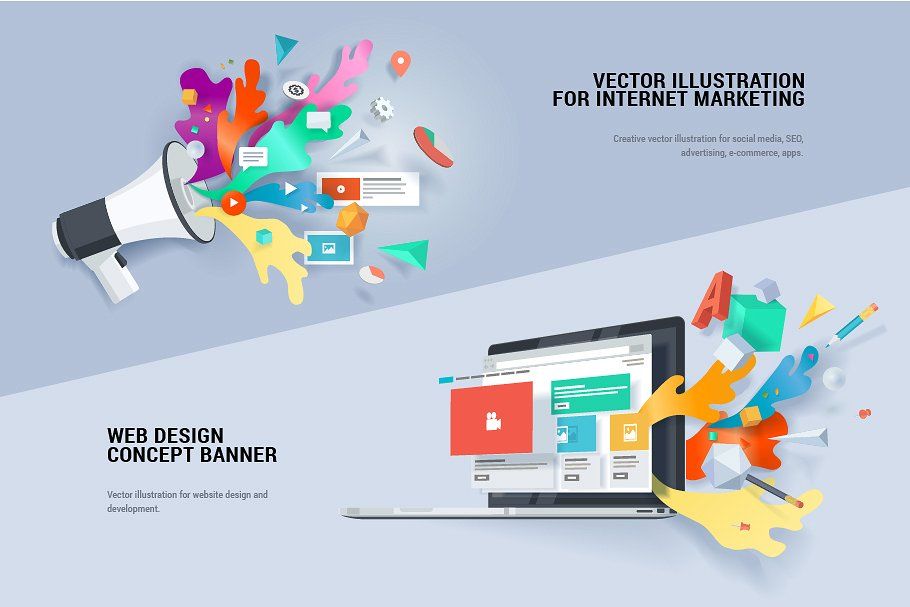 VECTOR ILLUSTRATION
FOR INTERNET MARKETING
Creative vector illustration for social media, SEO,
advertising, e-commerce, apps.
A
WEB DESIGN
CONCEPT BANNER
Vector illustration for website design and
development.